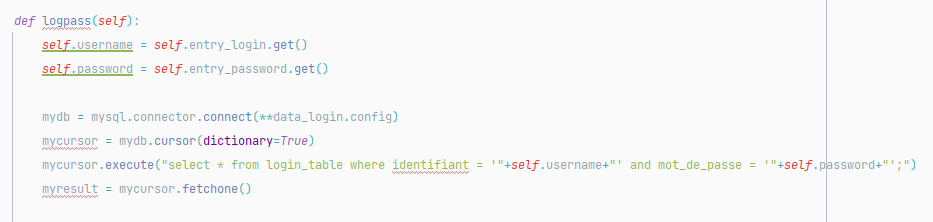 def logpass(self):
self.username = self.entry_login.get()
self.password = self.entry_password.get()
mydb = mysql.connector.connect(**data_login.config)
mycursor = mydb.cursor(dictionary=True)
mycursor.execute("select * from login_table where identifiant = '"+self.username+"' and mot_de_passe = '"+self.password+"';")
myresult = mycursor.fetchone()